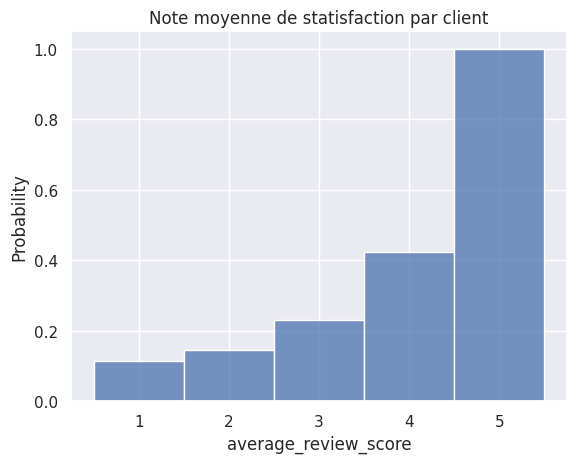 Note moyenne de statisfaction par client
1.0
0.8
0.6
0.4
0.2
0.0
Probability
1 2 3 4 5
average_review_score